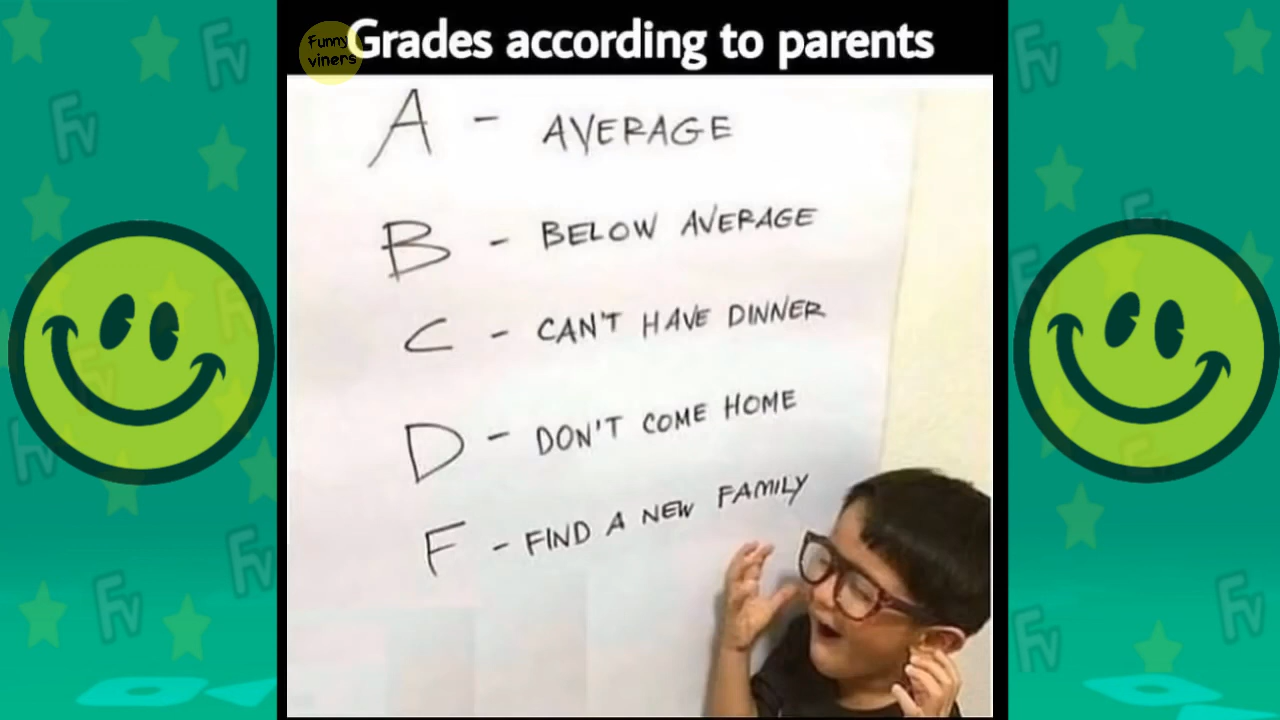 Funny
viners
Grades according to parents
A - AVERAGE
B - BELOW AVERAGE
C - CAN'T HAVE DINNER
D - DON'T COME HOME
F - FIND A NEW FAMILY